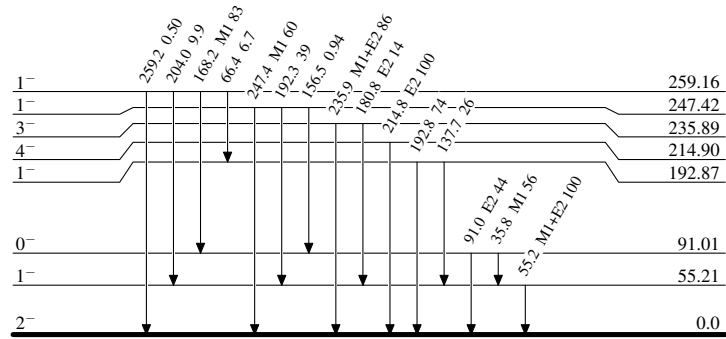 259.2 0.50
204.0 9.9
168.2 M1 83
66.4 6.7
247.4 M1 60
192.3 39
156.5 0.94
235.9 M1+E2 86
180.8 E2 14
214.8 E2 100
192.8 74
137.7 26
1⁻ 259.16
1⁻ 247.42
3⁻ 235.89
4⁻ 214.90
1⁻ 192.87
91.0 E2 44
35.8 M1 56
55.2 M1+E2 100
0⁻ 91.01
1⁻ 55.21
2⁻ 0.0